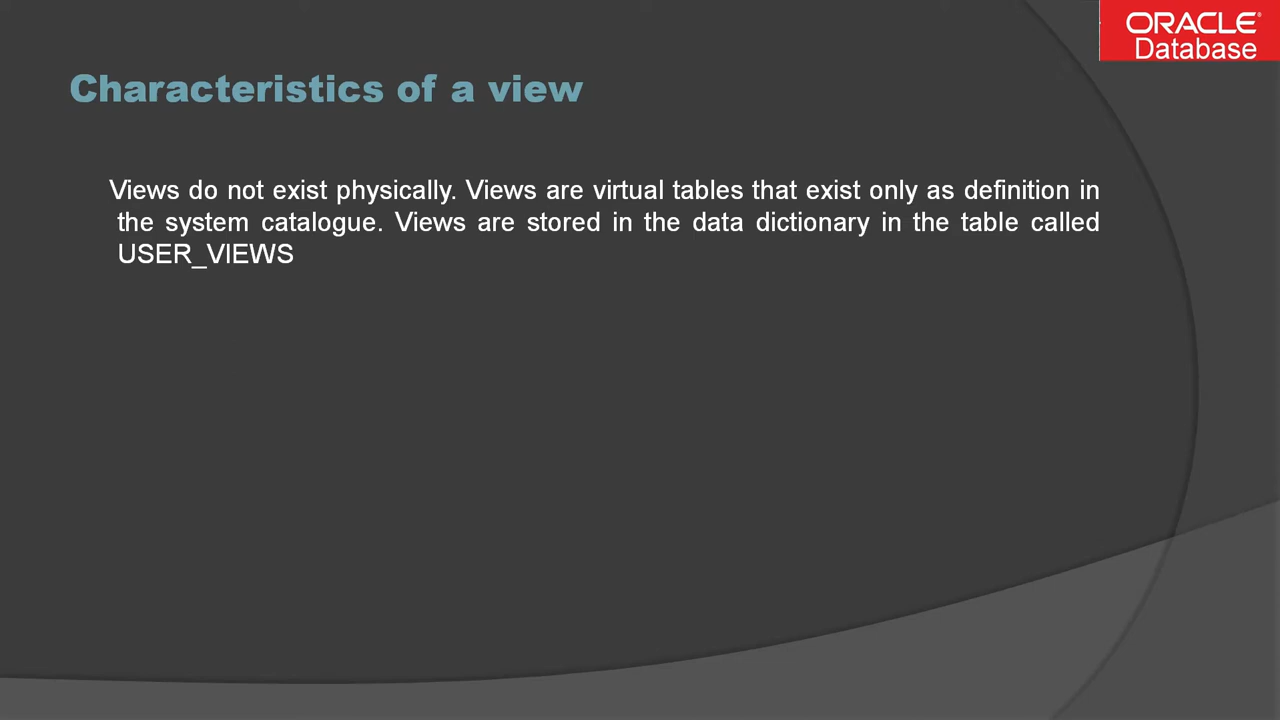 ORACLE
Database
Characteristics of a view
Views do not exist physically. Views are virtual tables that exist only as definition in
the system catalogue. Views are stored in the data dictionary in the table called
USER_VIEWS